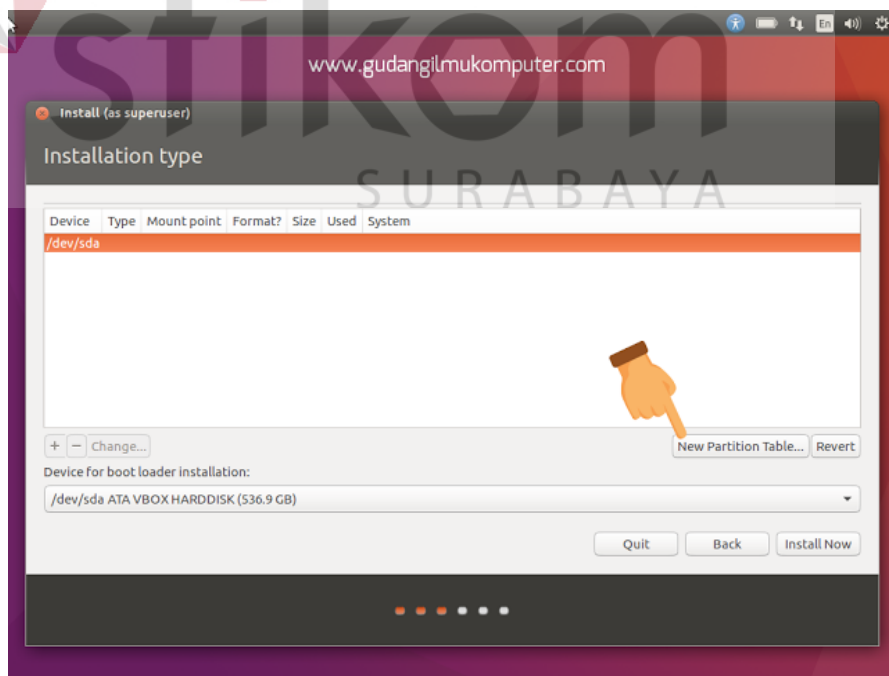 stikom
SURABAYA
En
www.gudangilmukomputer.com
Install (as superuser)
Installation type
Device Type Mount point Format? Size Used System
/dev/sda
+ - Change... New Partition Table... Revert
Device for boot loader installation:
/dev/sda ATA VBOX HARDDISK (536.9 GB)
Quit Back Install Now